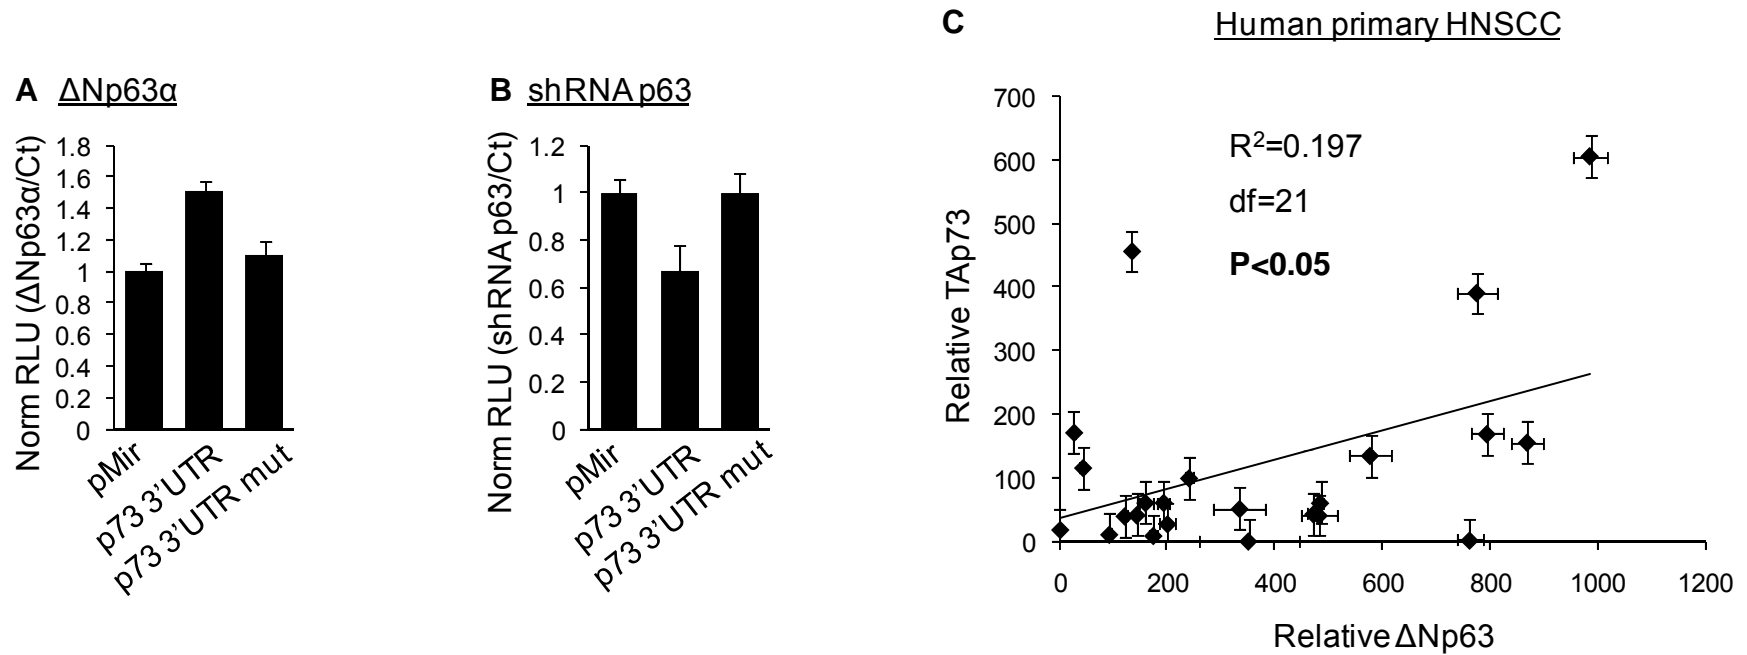 A ΔNp63α
Norm RLU (ΔNp63α/Ct)
1.8
1.6
1.4
1.2
1
0.8
0.6
0.4
0.2
0
pMir
p73 3’UTR
p73 3’UTR mut
B shRNA p63
Norm RLU (shRNA p63/Ct)
1.2
1
0.8
0.6
0.4
0.2
0
pMir
p73 3’UTR
p73 3’UTR mut
C Human primary HNSCC
Relative TAp73
700
600
500
400
300
200
100
0
R²=0.197
df=21
P<0.05
0 200 400 600 800 1000 1200
Relative ΔNp63